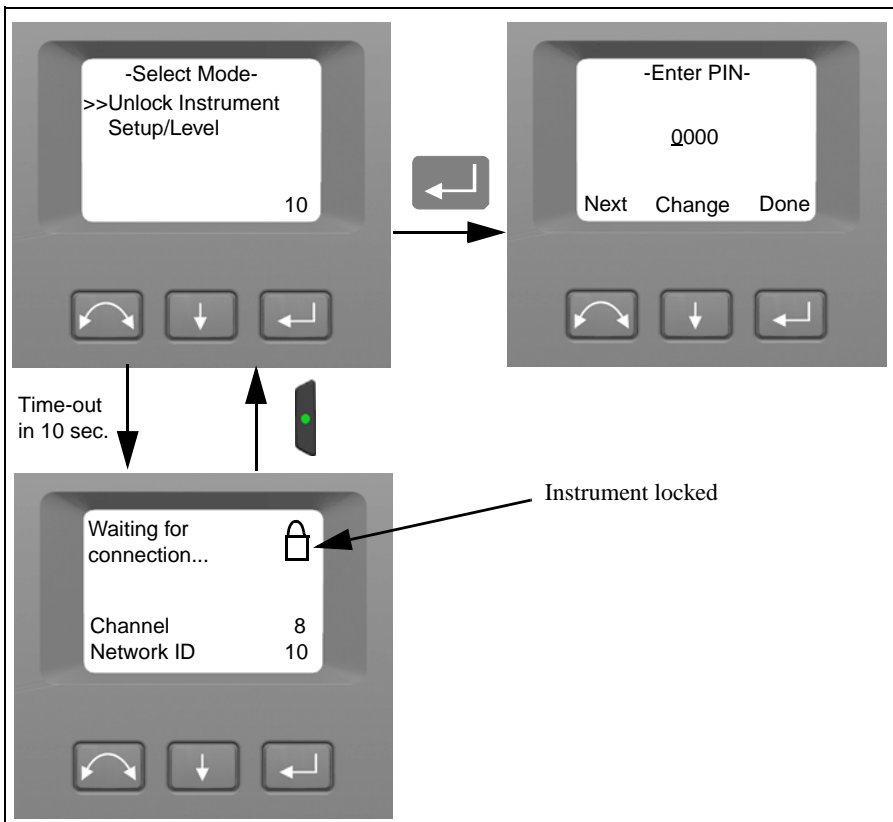 -Select Mode-
>>Unlock Instrument
Setup/Level
10
-Enter PIN-
0000
Next Change Done
Time-out
in 10 sec.
Instrument locked
Waiting for
connection...
Channel 8
Network ID 10